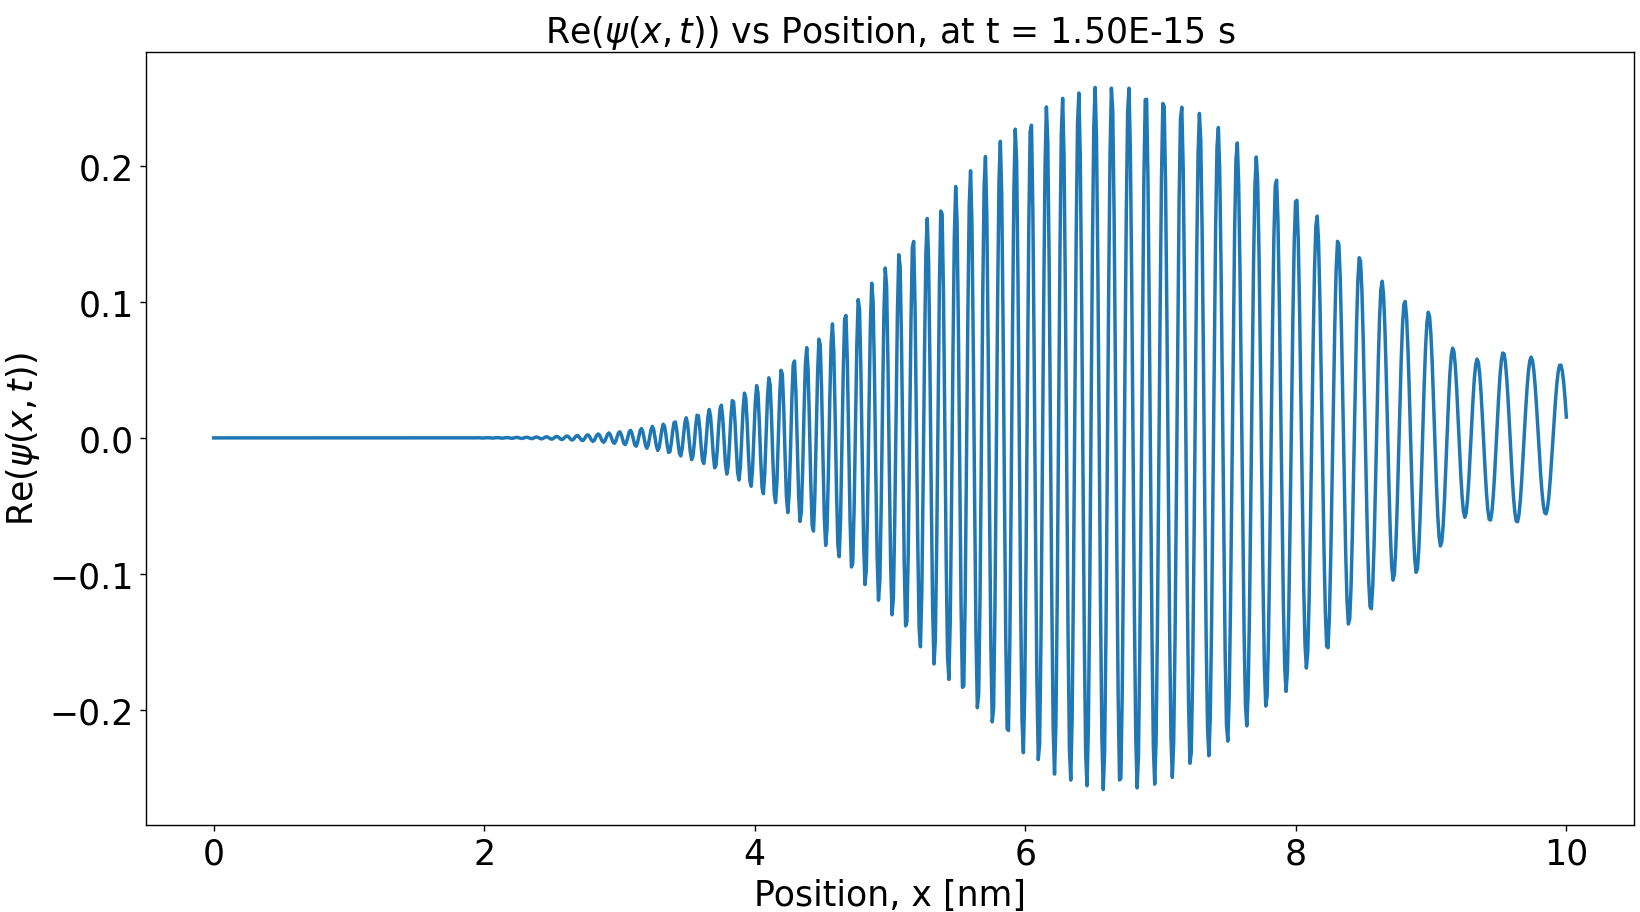 Re(ψ(x, t)) vs Position, at t = 1.50E-15 s
Re(ψ(x, t))
0.2
0.1
0.0
−0.1
−0.2
0 2 4 6 8 10
Position, x [nm]